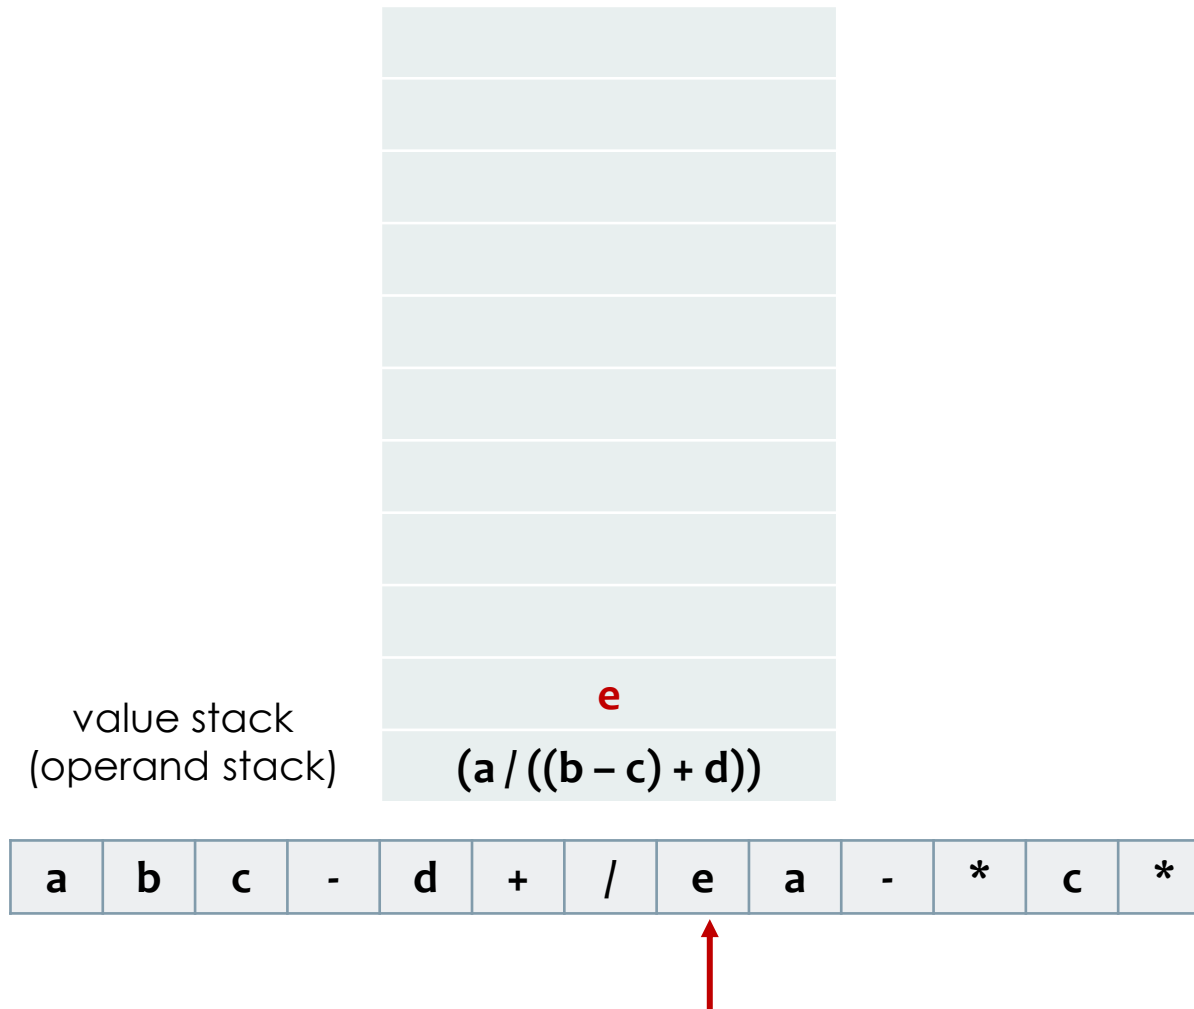 e
value stack
(operand stack)
(a / ((b – c) + d))
a b c - d + / e a - * c *